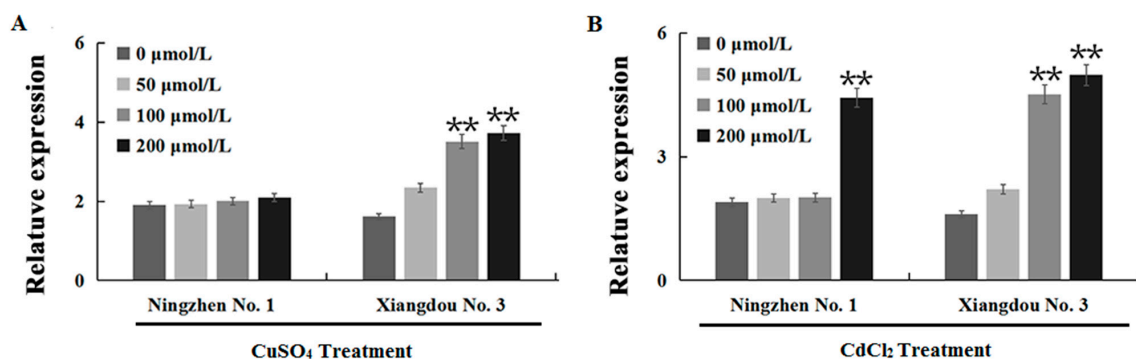 A
Relatuve expression
6
4
2
0
0 µmol/L
50 µmol/L
100 µmol/L
200 µmol/L
** **
Ningzhen No. 1 Xiangdou No. 3
CuSO₄ Treatment
B
Relatuve expression
6
3
0
0 µmol/L
50 µmol/L
100 µmol/L
200 µmol/L
** ** **
Ningzhen No. 1 Xiangdou No. 3
CdCl₂ Treatment